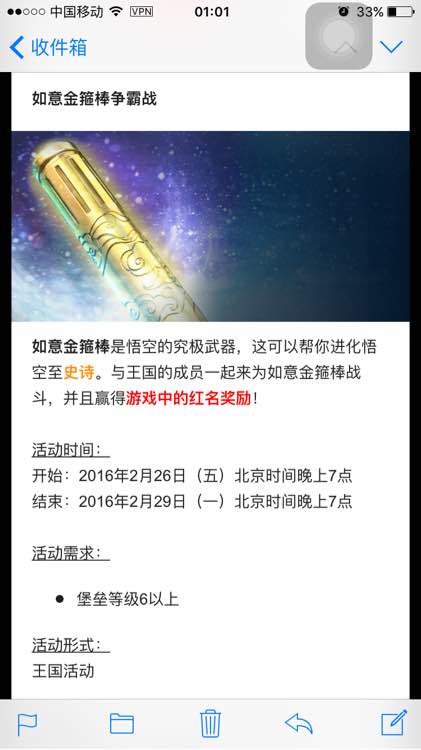 中国移动 VPN 01:01 33%
收件箱
如意金箍棒争霸战
如意金箍棒是悟空的究极武器，这可以帮你进化悟
空至史诗。与王国的成员一起来为如意金箍棒战
斗，并且赢得游戏中的红名奖励！
活动时间：
开始：2016年2月26日（五）北京时间晚上7点
结束：2016年2月29日（一）北京时间晚上7点
活动需求：
堡垒等级6以上
活动形式：
王国活动